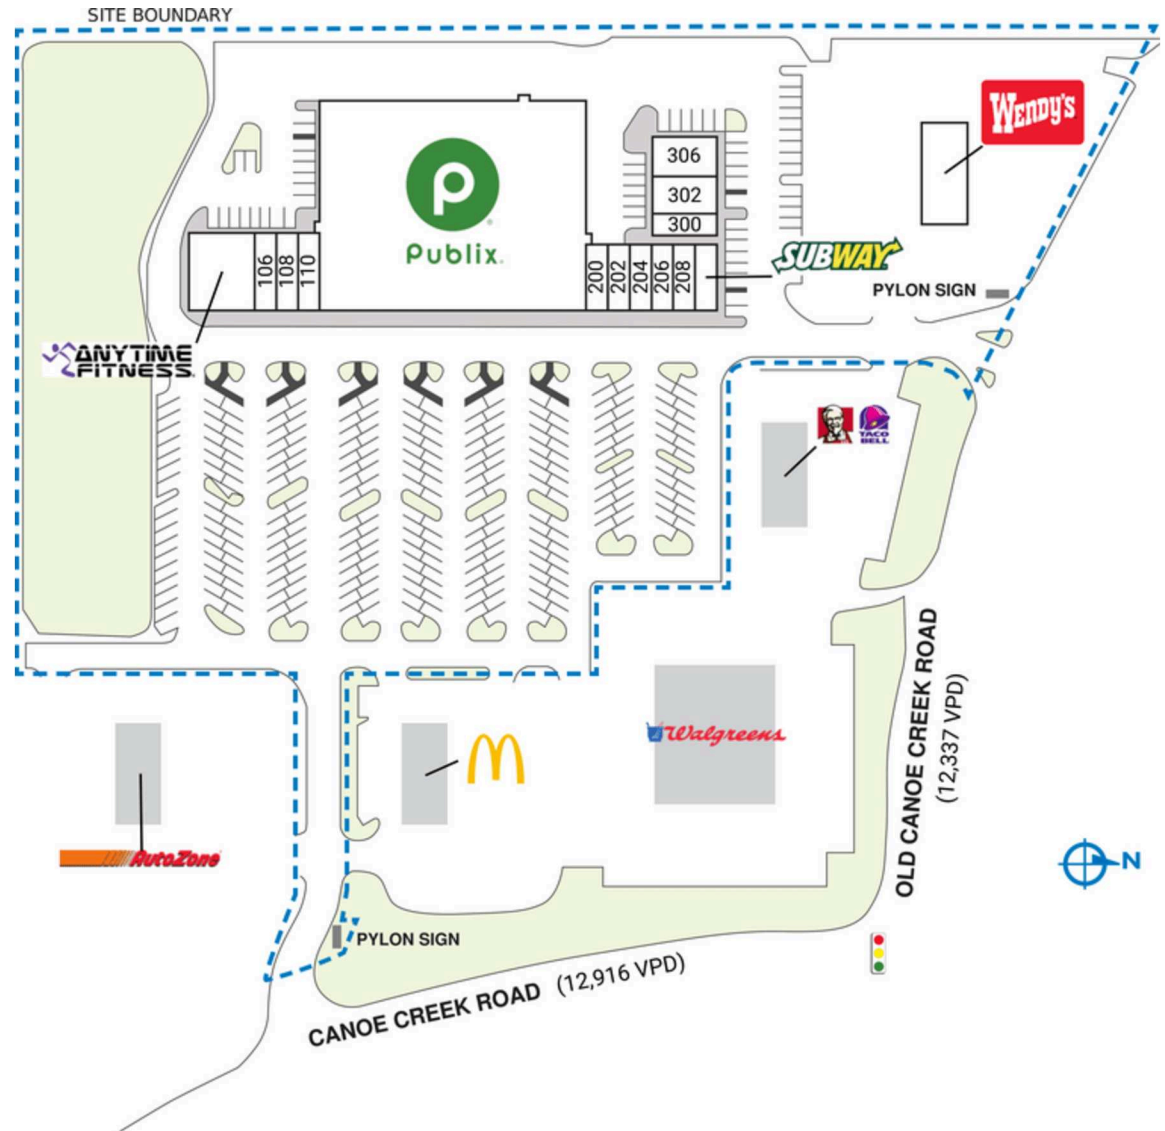 SITE BOUNDARY
WENDY'S
306
302
300
Publix.
106
108
110
200
202
204
206
208
SUBWAY
PYLON SIGN
ANYTIME
FITNESS.
TACO
BELL
Walgreens
AutoZone
OLD CANOE CREEK ROAD
(12,337 VPD)
N
PYLON SIGN
CANOE CREEK ROAD (12,916 VPD)